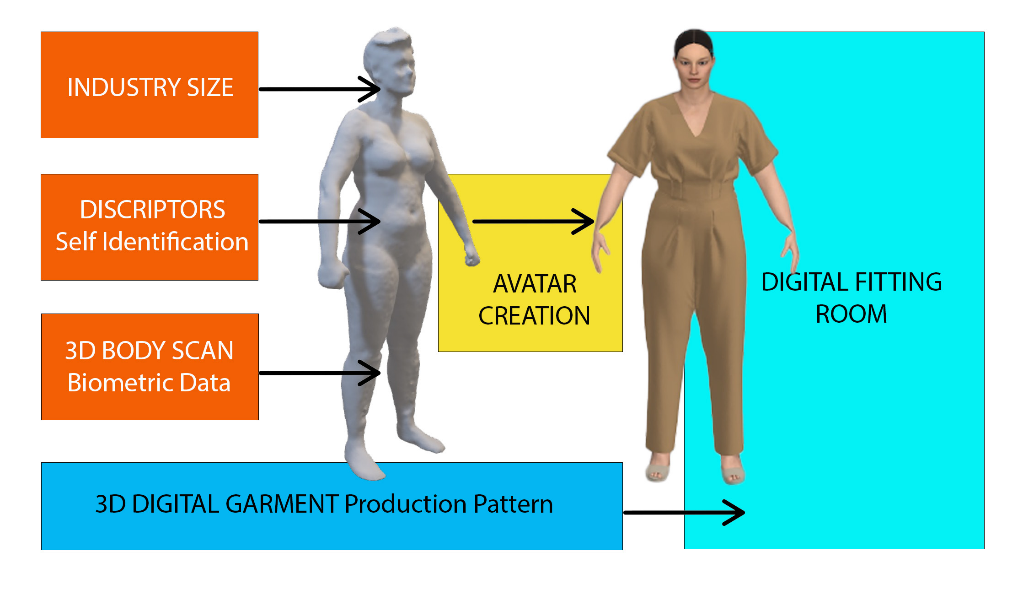 INDUSTRY SIZE
DISCRIPTORS
Self Identification
3D BODY SCAN
Biometric Data
AVATAR
CREATION
DIGITAL FITTING
ROOM
3D DIGITAL GARMENT Production Pattern